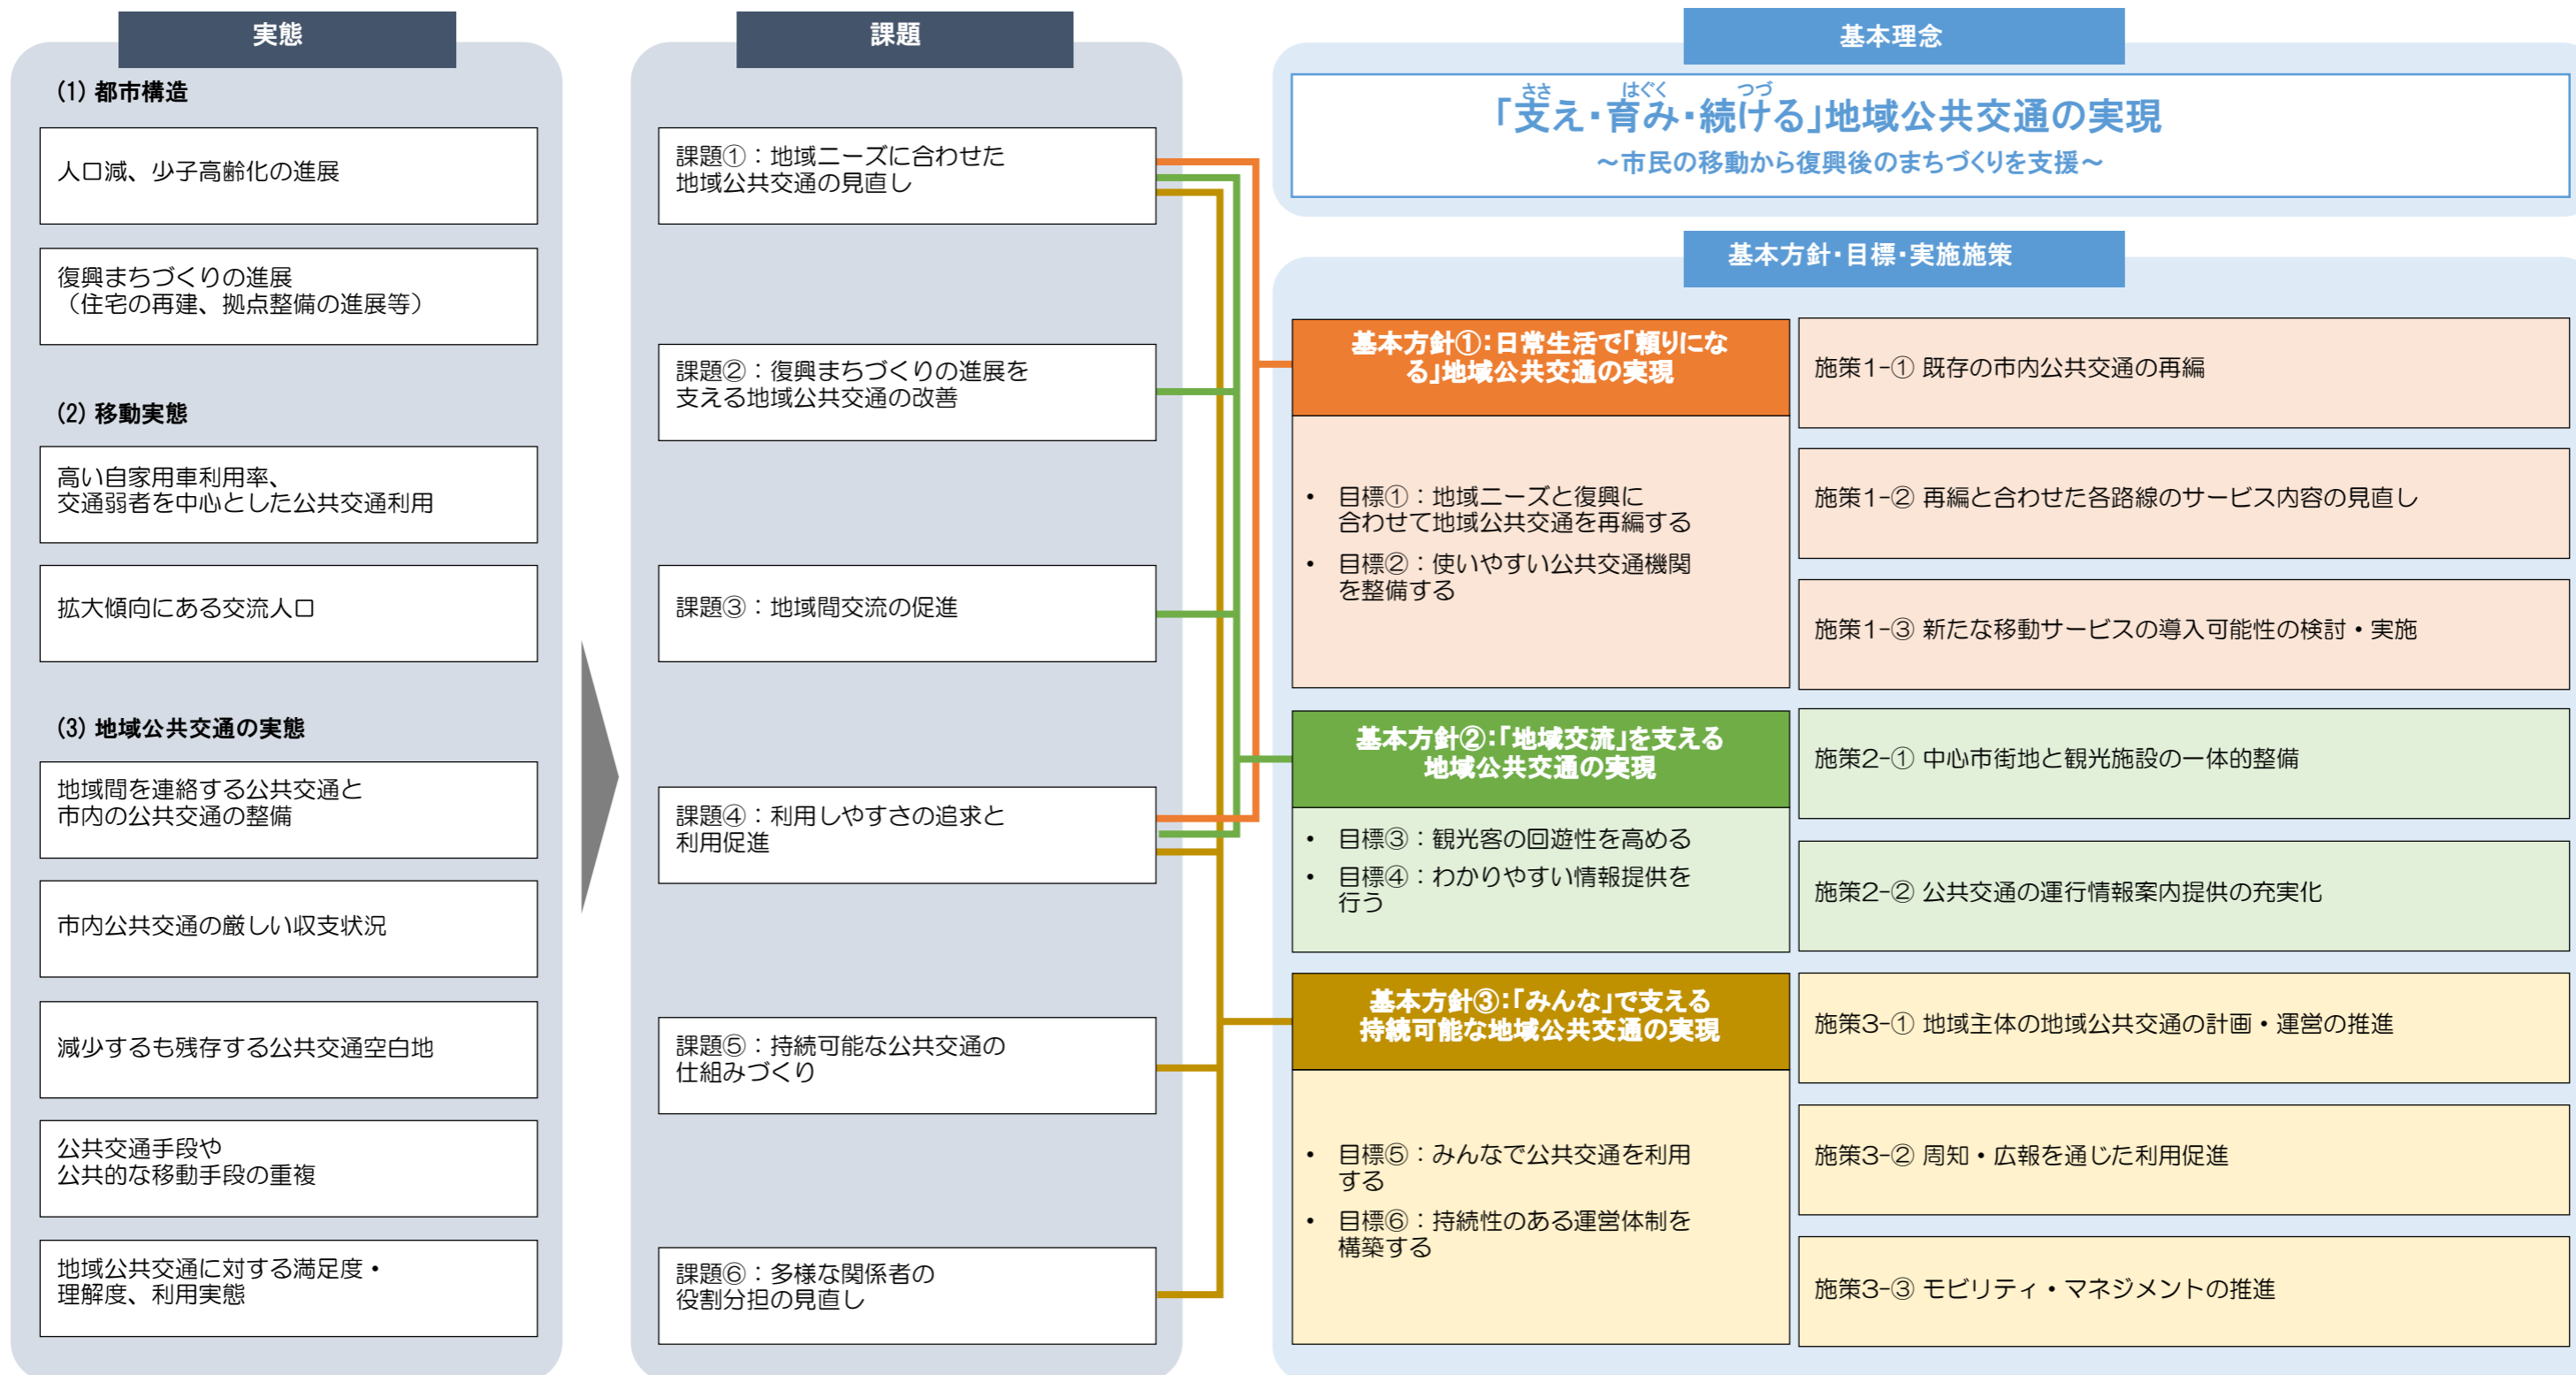 実態
(1) 都市構造
人口減、少子高齢化の進展
復興まちづくりの進展
（住宅の再建、拠点整備の進展等）
(2) 移動実態
高い自家用車利用率、
交通弱者を中心とした公共交通利用
拡大傾向にある交流人口
(3) 地域公共交通の実態
地域間を連絡する公共交通と
市内の公共交通の整備
市内公共交通の厳しい収支状況
減少するも残存する公共交通空白地
公共交通手段や
公共的な移動手段の重複
地域公共交通に対する満足度・
理解度、利用実態
課題
課題①：地域ニーズに合わせた
地域公共交通の見直し
課題②：復興まちづくりの進展を
支える地域公共交通の改善
課題③：地域間交流の促進
課題④：利用しやすさの追求と
利用促進
課題⑤：持続可能な公共交通の
仕組みづくり
課題⑥：多様な関係者の
役割分担の見直し
基本理念
ささ はぐく つづ
「支え・育み・続ける」地域公共交通の実現
～市民の移動から復興後のまちづくりを支援～
基本方針・目標・実施施策
基本方針①：日常生活で「頼りにな
る」地域公共交通の実現
• 目標①：地域ニーズと復興に
合わせて地域公共交通を再編する
• 目標②：使いやすい公共交通機関
を整備する
施策1-① 既存の市内公共交通の再編
施策1-② 再編と合わせた各路線のサービス内容の見直し
施策1-③ 新たな移動サービスの導入可能性の検討・実施
基本方針②：「地域交流」を支える
地域公共交通の実現
• 目標③：観光客の回遊性を高める
• 目標④：わかりやすい情報提供を
行う
施策2-① 中心市街地と観光施設の一体的整備
施策2-② 公共交通の運行情報案内提供の充実化
基本方針③：「みんな」で支える
持続可能な地域公共交通の実現
• 目標⑤：みんなで公共交通を利用
する
• 目標⑥：持続性のある運営体制を
構築する
施策3-① 地域主体の地域公共交通の計画・運営の推進
施策3-② 周知・広報を通じた利用促進
施策3-③ モビリティ・マネジメントの推進